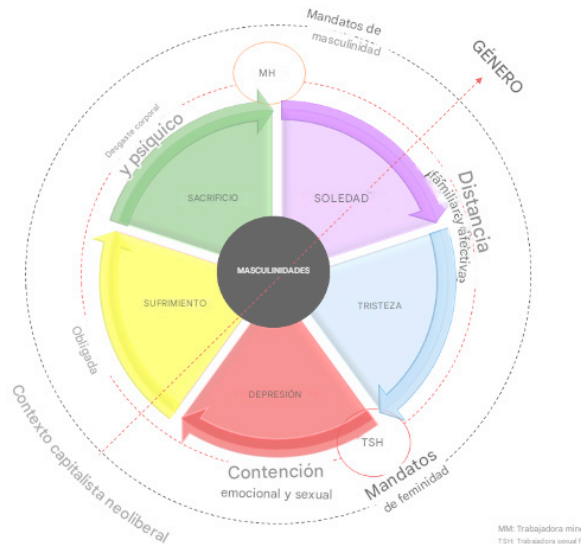 Mandatos de
masculinidad
GÉNERO
MH
Desgaste corporal
y psíquico
Distancia
familiar y afectiva
SACRIFICIO
SOLEDAD
MASCULINIDADES
SUFRIMIENTO
TRISTEZA
Obligada
DEPRESIÓN
Contexto capitalista neoliberal
TSH
Contención
emocional y sexual
Mandatos
de feminidad
MM: Trabajadora mine
TSH: Trabajadora sexual